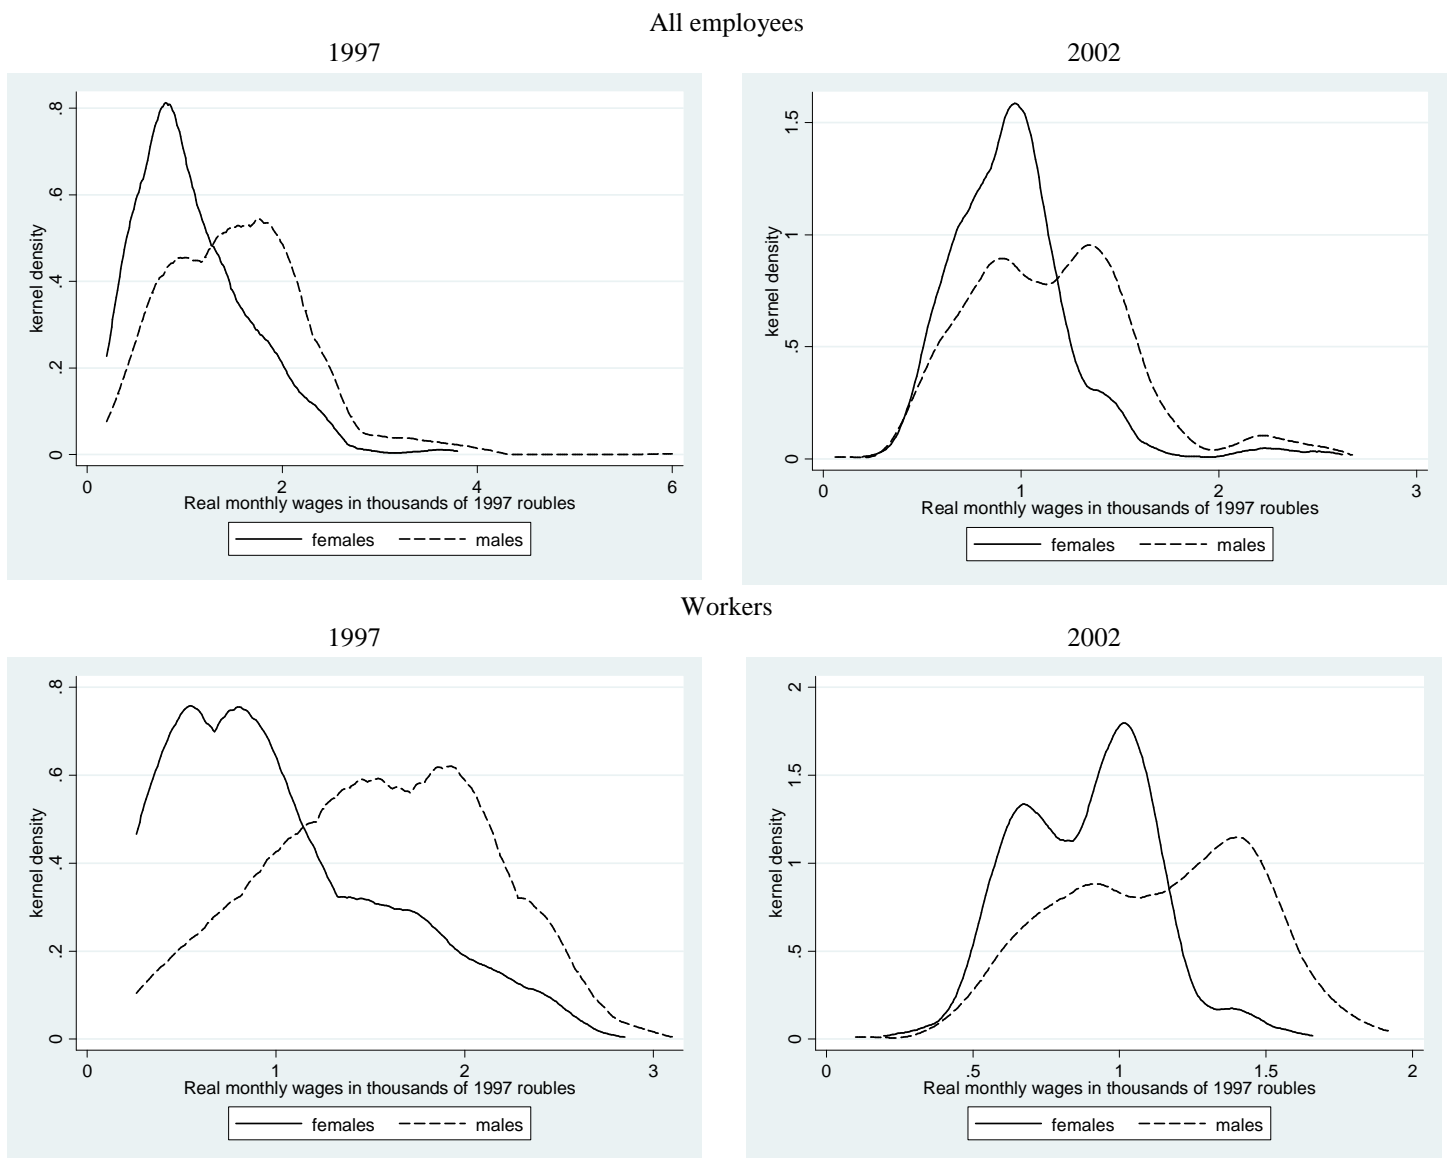 All employees
1997
2002
.8
.6
.4
.2
0
kernel density
0 2 4 6
Real monthly wages in thousands of 1997 roubles
females males
1.5
1
.5
0
kernel density
0 1 2 3
Real monthly wages in thousands of 1997 roubles
females males
Workers
1997
2002
.8
.6
.4
.2
0
kernel density
0 1 2 3
Real monthly wages in thousands of 1997 roubles
females males
2
1.5
1
.5
0
kernel density
0 .5 1 1.5 2
Real monthly wages in thousands of 1997 roubles
females males